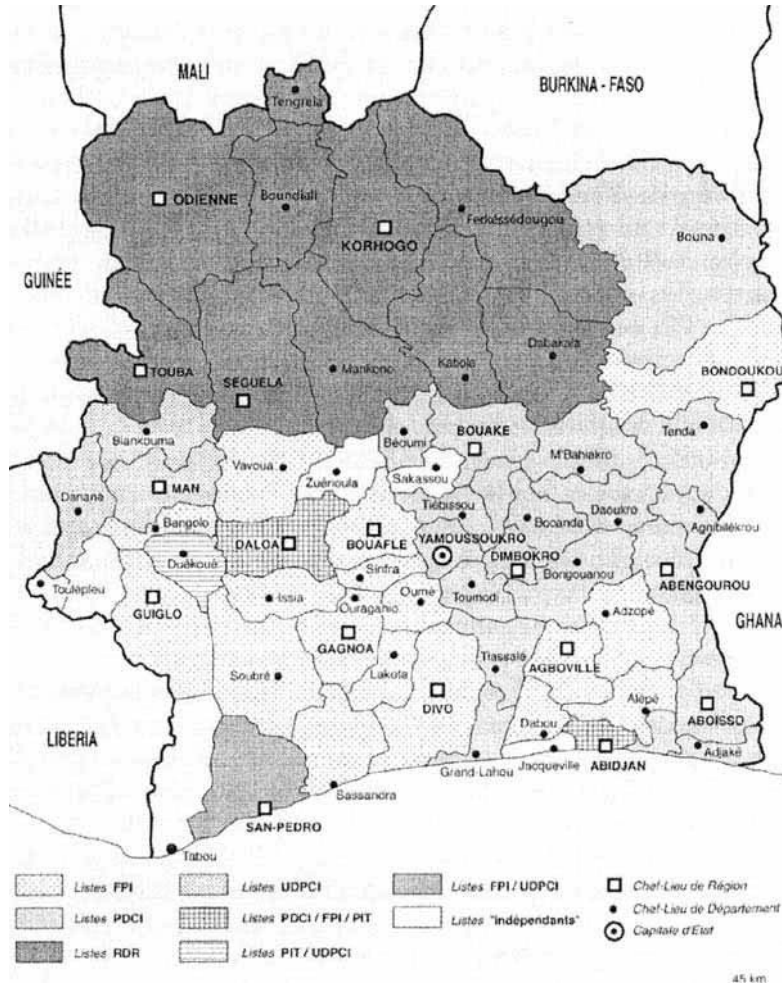 MALI
BURKINA - FASO
Tengrela
ODIENNE
Boundiali
Ferkéssédougou
KORHOGO
Bouna
GUINÉE
TOUBA
SEGUELA
Mankono
Katiola
Dabakala
BONDOUKOU
Biankouma
Béoumi
BOUAKE
Tanda
M'Bahiakro
Vavoua
Zuénoula
Sakassou
MAN
Danané
Bangolo
Tiébissou
Daoukro
Agnibilékrou
Bocanda
DALOA
BOUAFLE
YAMOUSSOUKRO
DIMBOKRO
Duékoué
Sinfra
Bongouanou
ABENGOUROU
Toulépleu
GUIGLO
Issia
Ouragahio
Oumé
Toumodi
Adzopé
GHANA
GAGNOA
Tiassalé
AGBOVILLE
Soubré
Lakota
DIVO
Alépé
ABOISSO
Dabou
LIBERIA
Adiaké
Grand-Lahou
Jacqueville
ABIDJAN
Sassandra
SAN-PEDRO
Tabou
Listes FPI
Listes UDPCI
Listes FPI / UDPCI
Chef-Lieu de Région
Listes PDCI
Listes PDCI / FPI / PIT
Listes "indépendants"
Chef-Lieu de Département
Listes RDR
Listes PIT / UDPCI
Capitale d'Etat
45 km